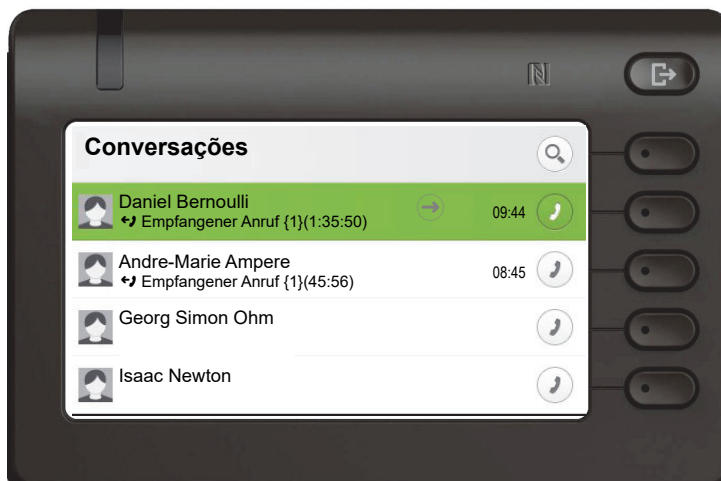 Conversações
Daniel Bernoulli
09:44
Empfangener Anruf {1}(1:35:50)
Andre-Marie Ampere
08:45
Empfangener Anruf {1}(45:56)
Georg Simon Ohm
Isaac Newton